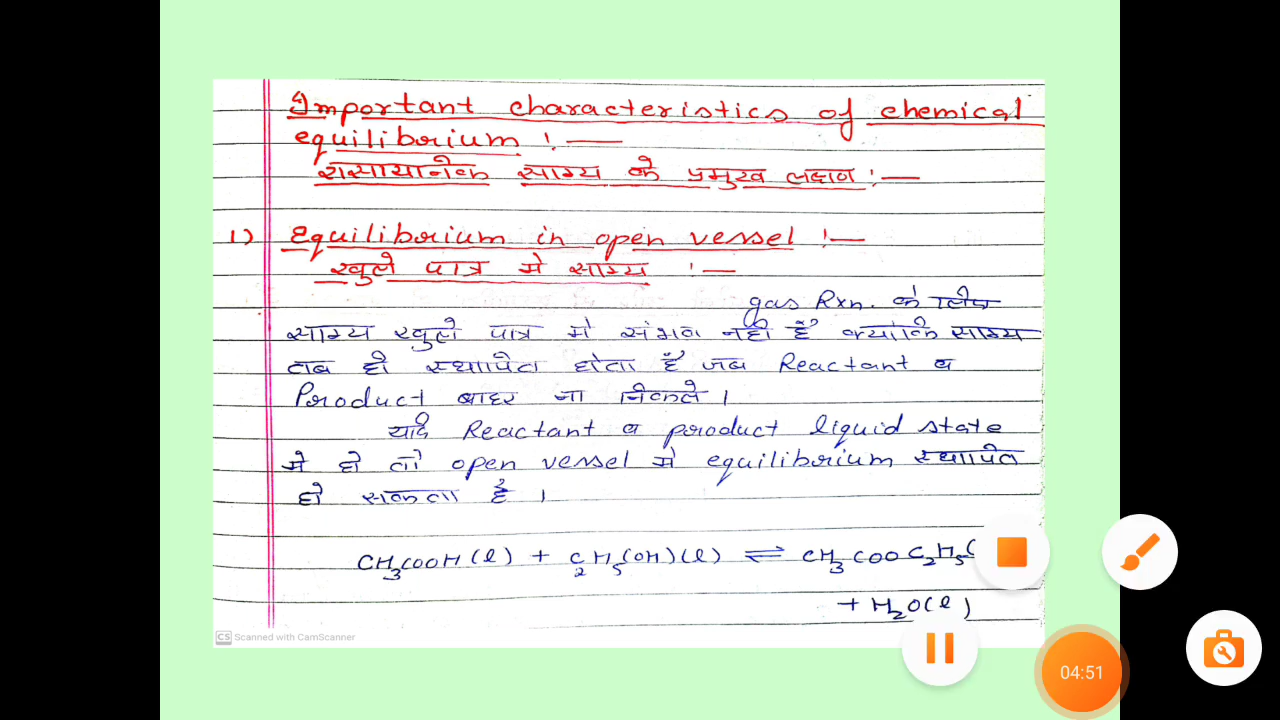 Important characteristics of chemical
equilibrium :—
रासायनिक साम्य के प्रमुख लक्षण :—
1) Equilibrium in open vessel :—
खुले पात्र मे साम्य :—
gas Rxn. के लिए
साम्य खुले पात्र मे संभव नही हैं क्योंकि साम्य
तब ही स्थापित होता हैं जब Reactant व
Product बाहर ना निकले।
यदि Reactant व product liquid state
मे हो तो open vessel मे equilibrium स्थापित
हो सकता हैं ।
CH₃COOH(l) + C₂H₅(OH)(l) ⇌ CH₃COOC₂H₅(
+ H₂O(l)
CS Scanned with CamScanner
04:51